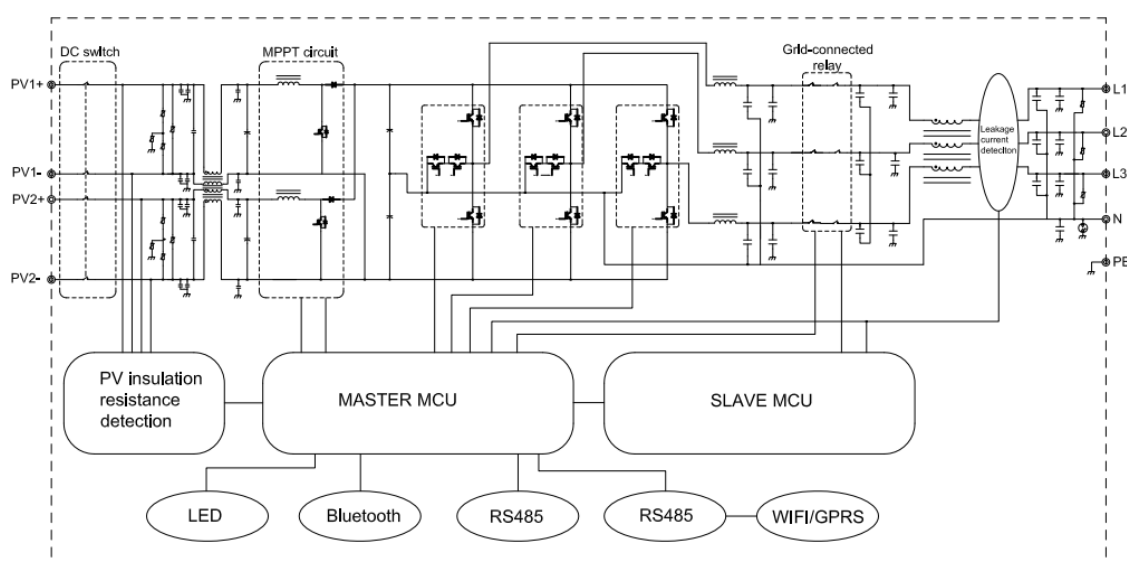 DC switch
MPPT circuit
Grid-connected
relay
PV1+
PV1-
PV2+
PV2-
Leakage
current
deteciton
L1
L2
L3
N
PE
PV insulation
resistance
detection
MASTER MCU
SLAVE MCU
LED
Bluetooth
RS485
RS485
WIFI/GPRS